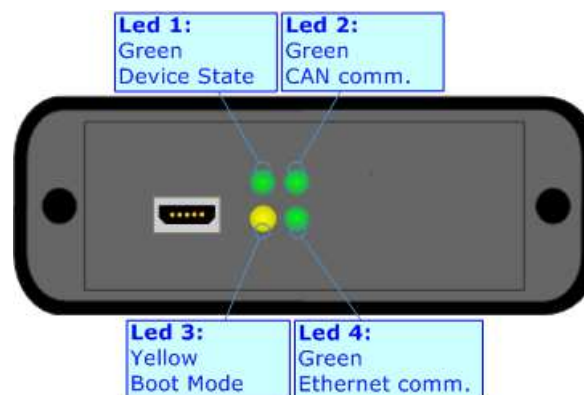 Led 1:
Green
Device State
Led 2:
Green
CAN comm.
Led 3:
Yellow
Boot Mode
Led 4:
Green
Ethernet comm.